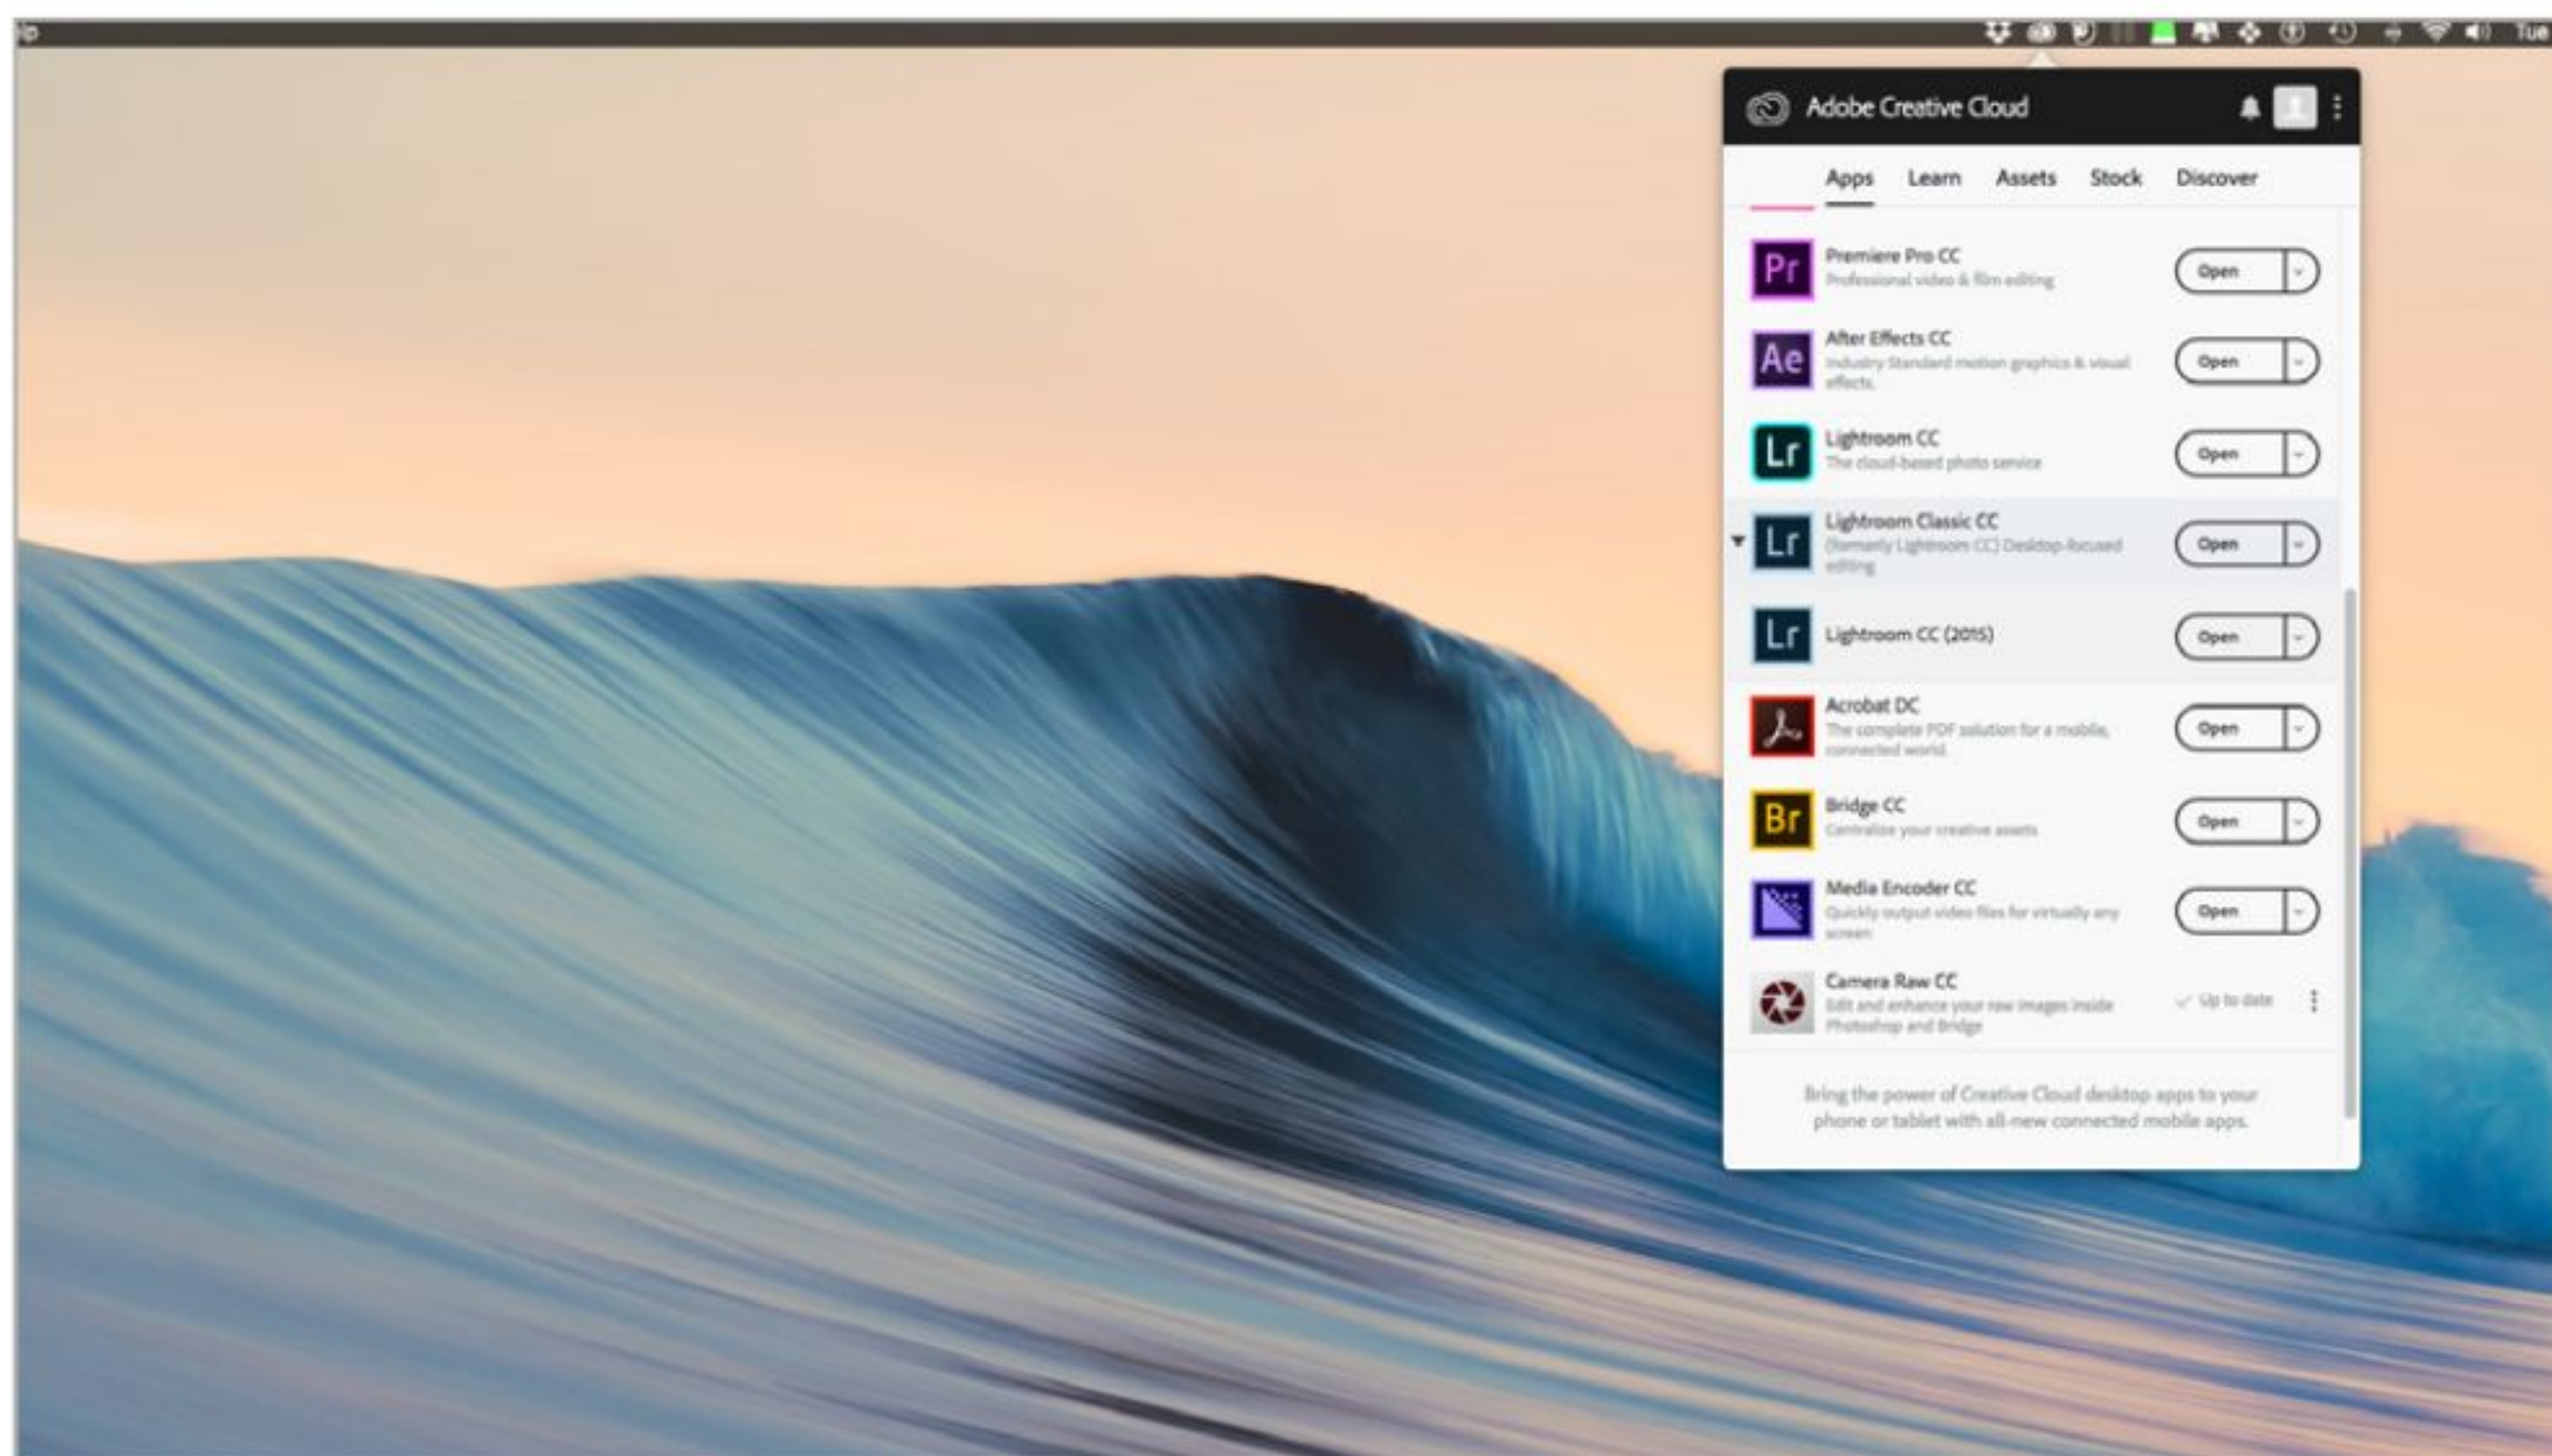 lp
Tue
Adobe Creative Cloud
Apps Learn Assets Stock Discover
Pr
Premiere Pro CC
Professional video & film editing
Open
Ae
After Effects CC
Industry Standard motion graphics & visual
effects.
Open
Lr
Lightroom CC
The cloud-based photo service
Open
Lr
Lightroom Classic CC
(formerly Lightroom CC) Desktop-focused
editing
Open
Lr
Lightroom CC (2015)
Open
Acrobat DC
The complete PDF solution for a mobile,
connected world.
Open
Br
Bridge CC
Centralize your creative assets
Open
Media Encoder CC
Quickly output video files for virtually any
screen
Open
Camera Raw CC
Edit and enhance your raw images inside
Photoshop and Bridge
Up to date
Bring the power of Creative Cloud desktop apps to your
phone or tablet with all-new connected mobile apps.